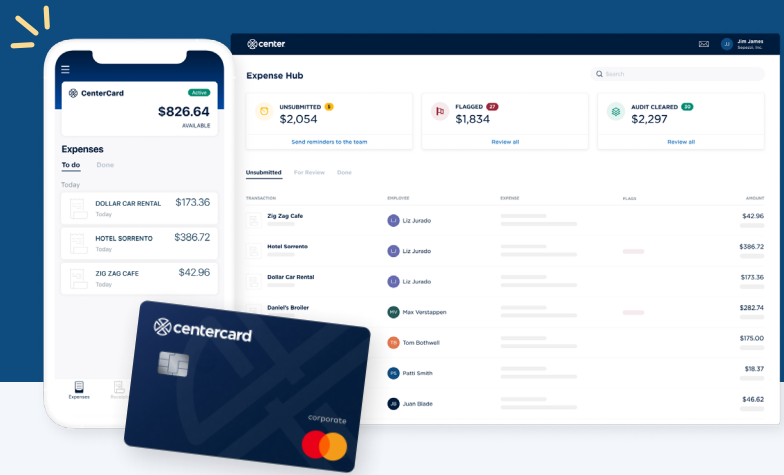 CenterCard
Active
$826.64
AVAILABLE
Expenses
To do Done
Today
DOLLAR CAR RENTAL $173.36
Today
HOTEL SORRENTO $386.72
Today
ZIG ZAG CAFE $42.96
Today
Expenses
centercard
corporate
center
JJ Jim James
Expense Hub
Search
UNSUBMITTED
$2,054
Send reminders to the team
FLAGGED 27
$1,834
Review all
AUDIT CLEARED 30
$2,297
Review all
Unsubmitted For Review Done
TRANSACTION EMPLOYEE EXPENSE FLAGS AMOUNT
Zig Zag Cafe LJ Liz Jurado $42.96
Hotel Sorrento LJ Liz Jurado $386.72
Dollar Car Rental LJ Liz Jurado $173.36
Daniel's Broiler MV Max Verstappen $282.74
TB Tom Bothwell $175.00
PS Patti Smith $18.37
JB Juan Blade $46.62